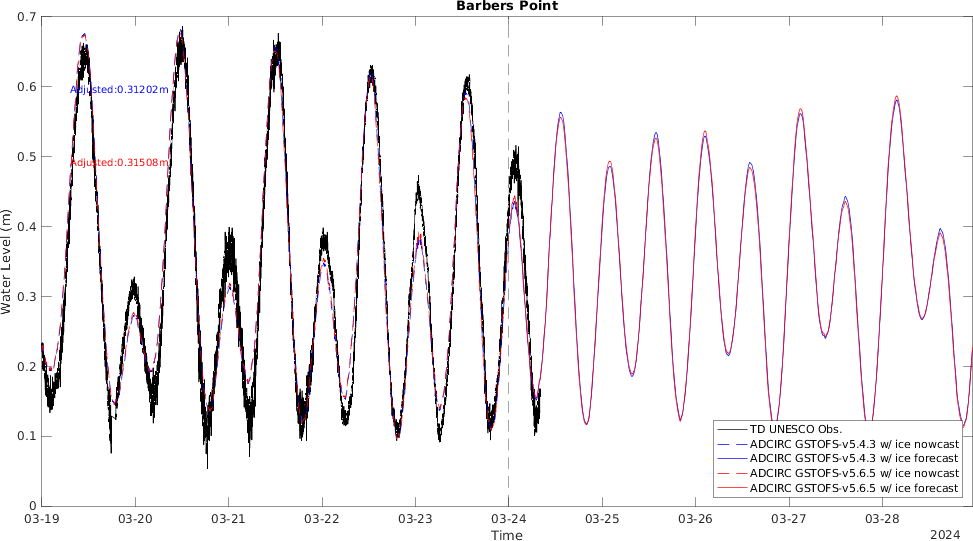 Barbers Point
0.7
0.6
0.5
0.4
0.3
0.2
0.1
0
Water Level (m)
Adjusted:0.31202m
Adjusted:0.31508m
TD UNESCO Obs.
ADCIRC GSTOFS-v5.4.3 w/ ice nowcast
ADCIRC GSTOFS-v5.4.3 w/ ice forecast
ADCIRC GSTOFS-v5.6.5 w/ ice nowcast
ADCIRC GSTOFS-v5.6.5 w/ ice forecast
03-19 03-20 03-21 03-22 03-23 03-24 03-25 03-26 03-27 03-28
Time
2024